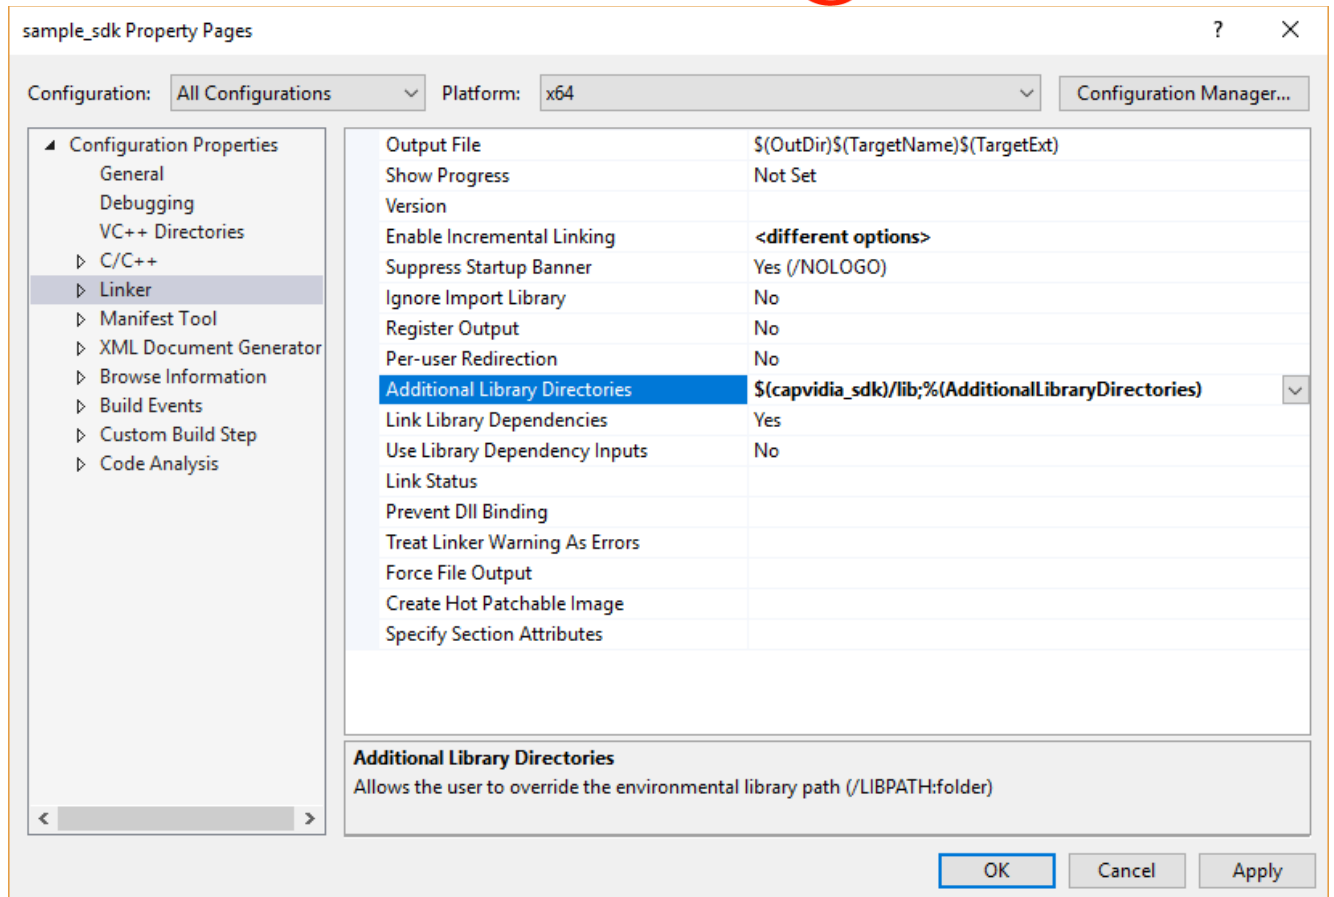 sample_sdk Property Pages
?
Configuration: All Configurations Platform: x64 Configuration Manager...
Configuration Properties
General
Debugging
VC++ Directories
C/C++
Linker
Manifest Tool
XML Document Generator
Browse Information
Build Events
Custom Build Step
Code Analysis
Output File $(OutDir)$(TargetName)$(TargetExt)
Show Progress Not Set
Version
Enable Incremental Linking <different options>
Suppress Startup Banner Yes (/NOLOGO)
Ignore Import Library No
Register Output No
Per-user Redirection No
Additional Library Directories $(capvidia_sdk)/lib;%(AdditionalLibraryDirectories)
Link Library Dependencies Yes
Use Library Dependency Inputs No
Link Status
Prevent Dll Binding
Treat Linker Warning As Errors
Force File Output
Create Hot Patchable Image
Specify Section Attributes
Additional Library Directories
Allows the user to override the environmental library path (/LIBPATH:folder)
OK Cancel Apply